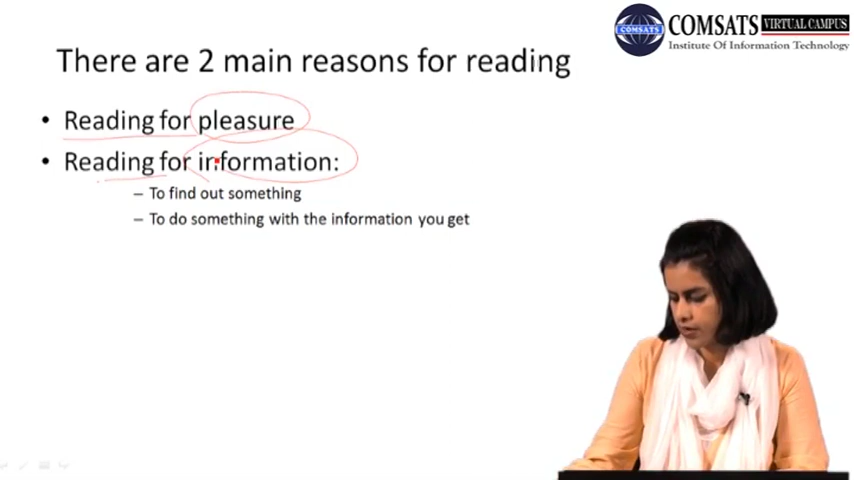 COMSATS VIRTUAL CAMPUS
COMSATS
Institute Of Information Technology
There are 2 main reasons for reading
• Reading for pleasure
• Reading for information:
– To find out something
– To do something with the information you get